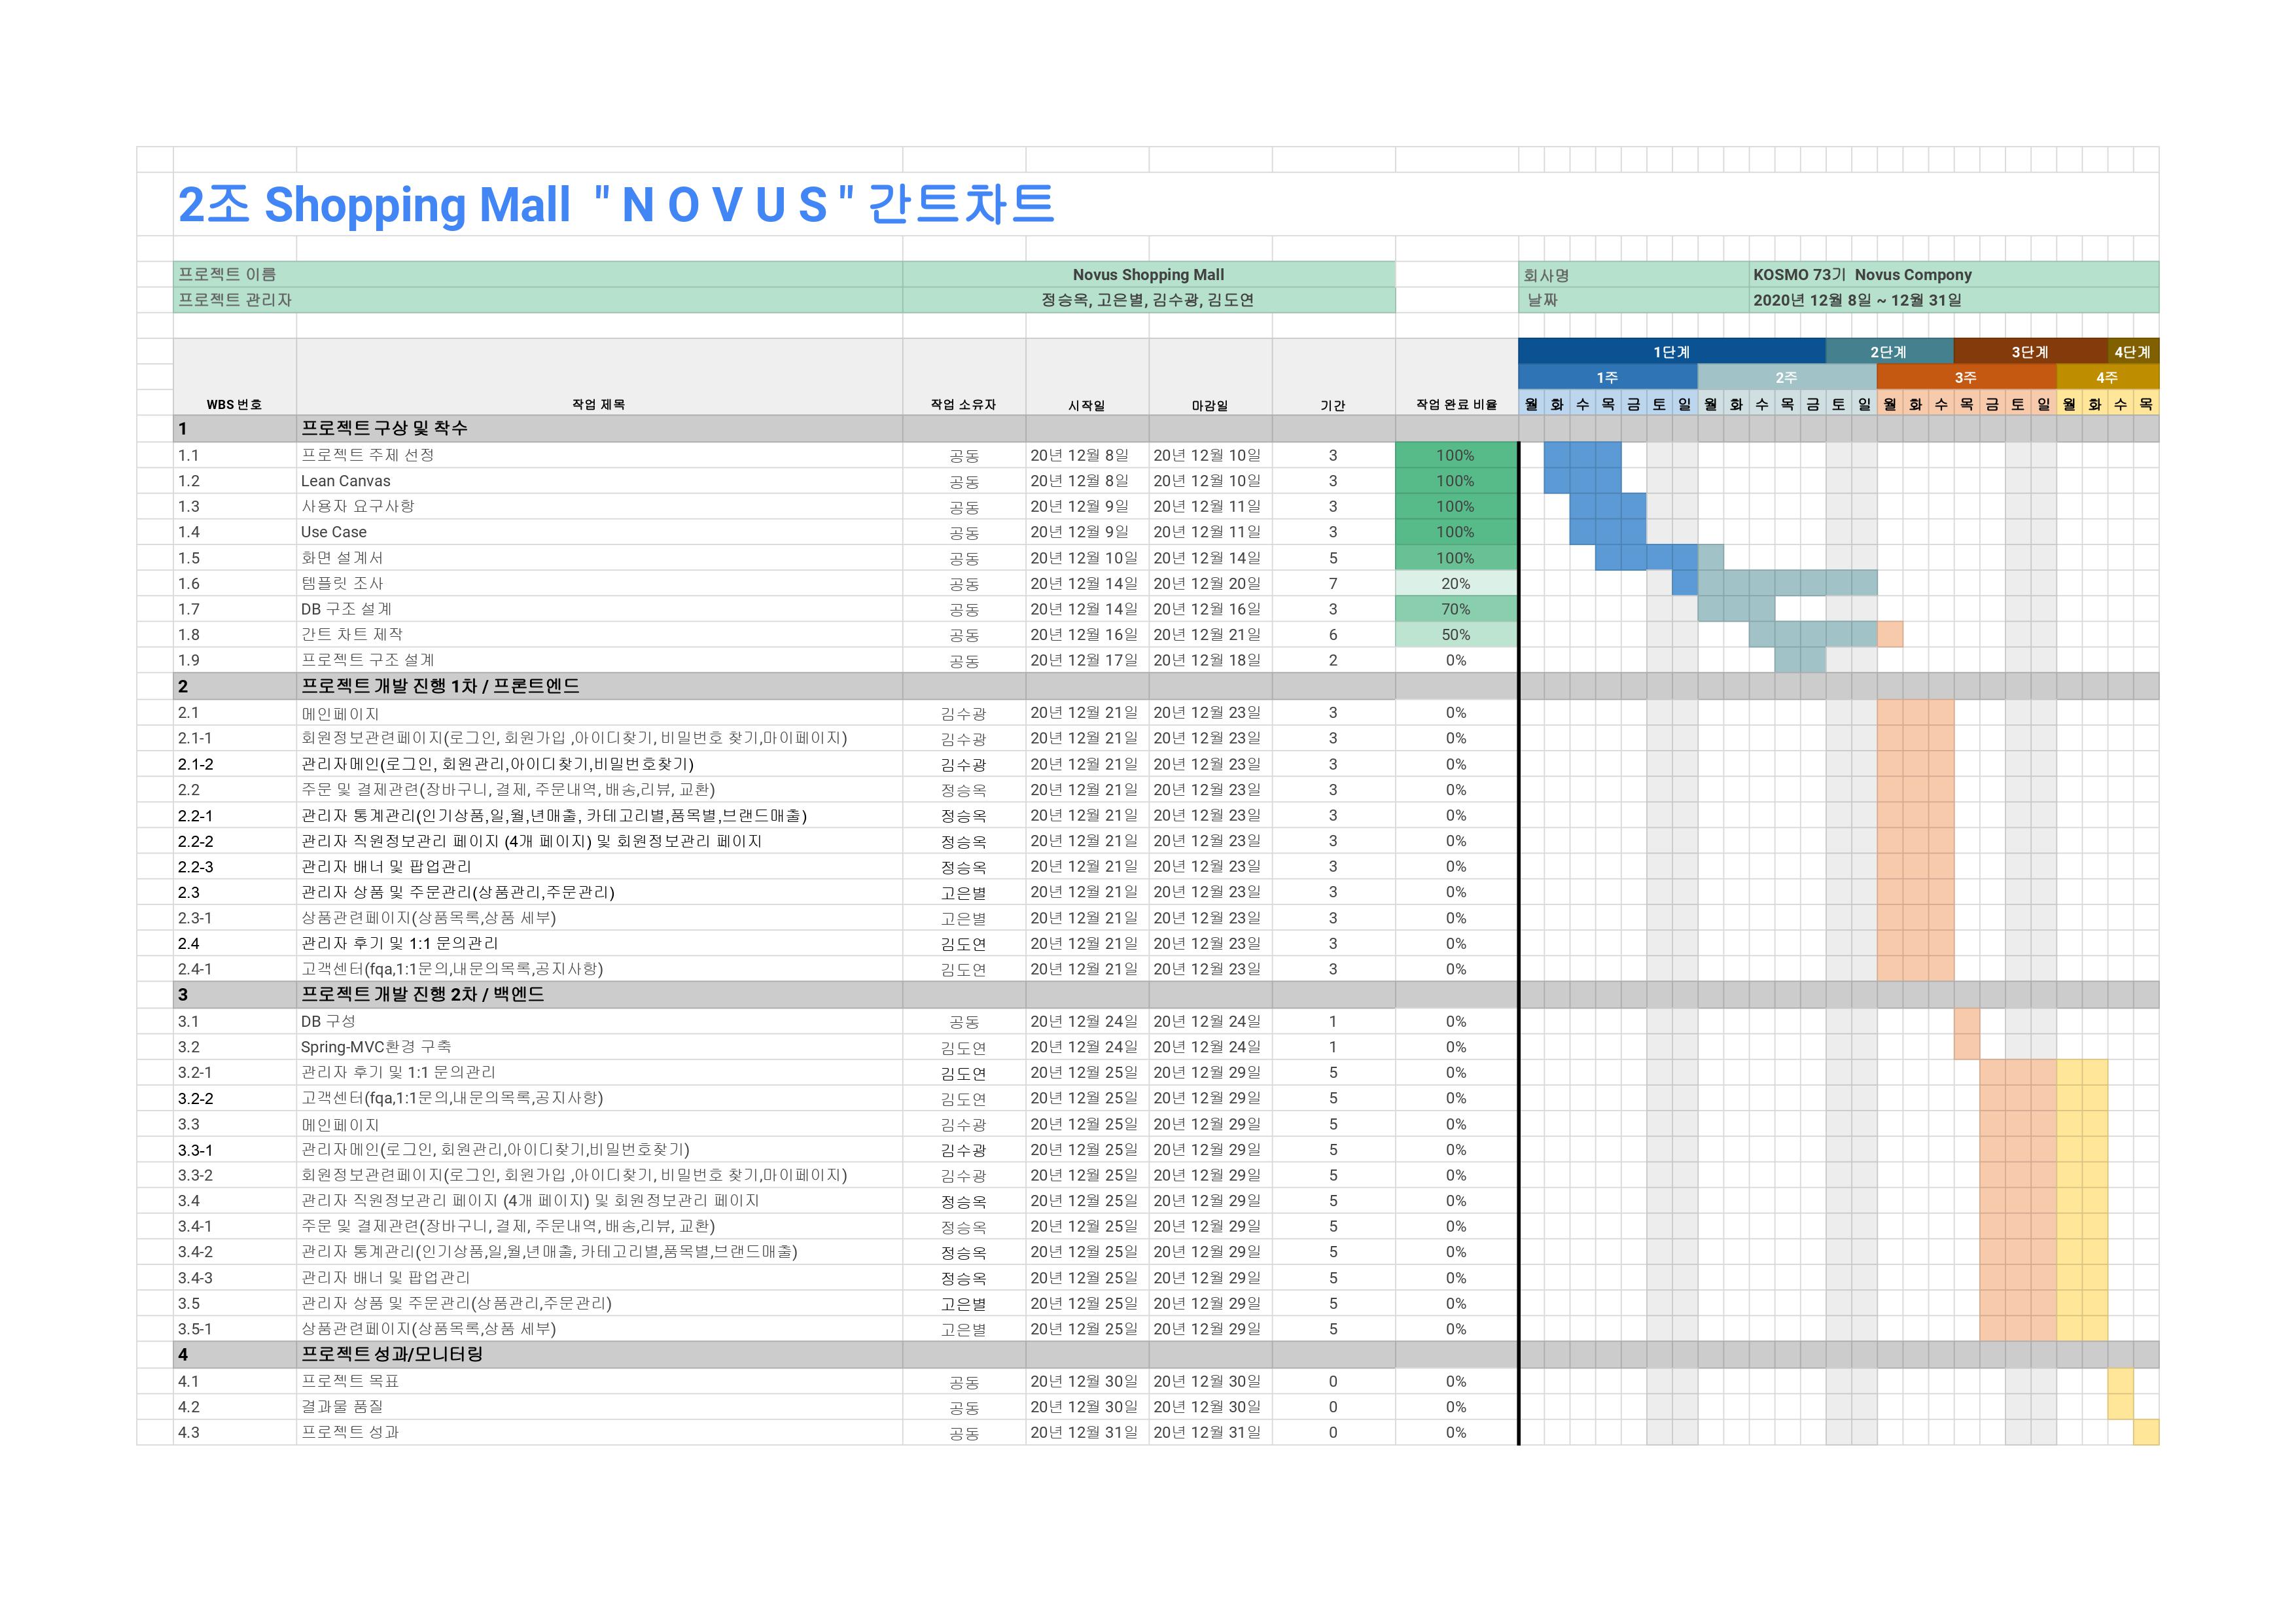 2조 Shopping Mall " N O V U S " 간트차트
프로젝트 이름 Novus Shopping Mall 회사명 KOSMO 73기 Novus Compony
프로젝트 관리자 정승옥, 고은별, 김수광, 김도연 날짜 2020년 12월 8일 ~ 12월 31일
1단계 2단계 3단계 4단계
1주 2주 3주 4주
WBS 번호 작업 제목 작업 소유자 시작일 마감일 기간 작업 완료 비율 월 화 수 목 금 토 일 월 화 수 목 금 토 일 월 화 수 목 금 토 일 월 화 수 목
1 프로젝트 구상 및 착수
1.1 프로젝트 주제 선정 공동 20년 12월 8일 20년 12월 10일 3 100%
1.2 Lean Canvas 공동 20년 12월 8일 20년 12월 10일 3 100%
1.3 사용자 요구사항 공동 20년 12월 9일 20년 12월 11일 3 100%
1.4 Use Case 공동 20년 12월 9일 20년 12월 11일 3 100%
1.5 화면 설계서 공동 20년 12월 10일 20년 12월 14일 5 100%
1.6 템플릿 조사 공동 20년 12월 14일 20년 12월 20일 7 20%
1.7 DB 구조 설계 공동 20년 12월 14일 20년 12월 16일 3 70%
1.8 간트 차트 제작 공동 20년 12월 16일 20년 12월 21일 6 50%
1.9 프로젝트 구조 설계 공동 20년 12월 17일 20년 12월 18일 2 0%
2 프로젝트 개발 진행 1차 / 프론트엔드
2.1 메인페이지 김수광 20년 12월 21일 20년 12월 23일 3 0%
2.1-1 회원정보관련페이지(로그인, 회원가입 ,아이디찾기, 비밀번호 찾기,마이페이지) 김수광 20년 12월 21일 20년 12월 23일 3 0%
2.1-2 관리자메인(로그인, 회원관리,아이디찾기,비밀번호찾기) 김수광 20년 12월 21일 20년 12월 23일 3 0%
2.2 주문 및 결제관련(장바구니, 결제, 주문내역, 배송,리뷰, 교환) 정승옥 20년 12월 21일 20년 12월 23일 3 0%
2.2-1 관리자 통계관리(인기상품,일,월,년매출, 카테고리별,품목별,브랜드매출) 정승옥 20년 12월 21일 20년 12월 23일 3 0%
2.2-2 관리자 직원정보관리 페이지 (4개 페이지) 및 회원정보관리 페이지 정승옥 20년 12월 21일 20년 12월 23일 3 0%
2.2-3 관리자 배너 및 팝업관리 정승옥 20년 12월 21일 20년 12월 23일 3 0%
2.3 관리자 상품 및 주문관리(상품관리,주문관리) 고은별 20년 12월 21일 20년 12월 23일 3 0%
2.3-1 상품관련페이지(상품목록,상품 세부) 고은별 20년 12월 21일 20년 12월 23일 3 0%
2.4 관리자 후기 및 1:1 문의관리 김도연 20년 12월 21일 20년 12월 23일 3 0%
2.4-1 고객센터(fqa,1:1문의,내문의목록,공지사항) 김도연 20년 12월 21일 20년 12월 23일 3 0%
3 프로젝트 개발 진행 2차 / 백엔드
3.1 DB 구성 공동 20년 12월 24일 20년 12월 24일 1 0%
3.2 Spring-MVC환경 구축 김도연 20년 12월 24일 20년 12월 24일 1 0%
3.2-1 관리자 후기 및 1:1 문의관리 김도연 20년 12월 25일 20년 12월 29일 5 0%
3.2-2 고객센터(fqa,1:1문의,내문의목록,공지사항) 김도연 20년 12월 25일 20년 12월 29일 5 0%
3.3 메인페이지 김수광 20년 12월 25일 20년 12월 29일 5 0%
3.3-1 관리자메인(로그인, 회원관리,아이디찾기,비밀번호찾기) 김수광 20년 12월 25일 20년 12월 29일 5 0%
3.3-2 회원정보관련페이지(로그인, 회원가입 ,아이디찾기, 비밀번호 찾기,마이페이지) 김수광 20년 12월 25일 20년 12월 29일 5 0%
3.4 관리자 직원정보관리 페이지 (4개 페이지) 및 회원정보관리 페이지 정승옥 20년 12월 25일 20년 12월 29일 5 0%
3.4-1 주문 및 결제관련(장바구니, 결제, 주문내역, 배송,리뷰, 교환) 정승옥 20년 12월 25일 20년 12월 29일 5 0%
3.4-2 관리자 통계관리(인기상품,일,월,년매출, 카테고리별,품목별,브랜드매출) 정승옥 20년 12월 25일 20년 12월 29일 5 0%
3.4-3 관리자 배너 및 팝업관리 정승옥 20년 12월 25일 20년 12월 29일 5 0%
3.5 관리자 상품 및 주문관리(상품관리,주문관리) 고은별 20년 12월 25일 20년 12월 29일 5 0%
3.5-1 상품관련페이지(상품목록,상품 세부) 고은별 20년 12월 25일 20년 12월 29일 5 0%
4 프로젝트 성과/모니터링
4.1 프로젝트 목표 공동 20년 12월 30일 20년 12월 30일 0 0%
4.2 결과물 품질 공동 20년 12월 30일 20년 12월 30일 0 0%
4.3 프로젝트 성과 공동 20년 12월 31일 20년 12월 31일 0 0%